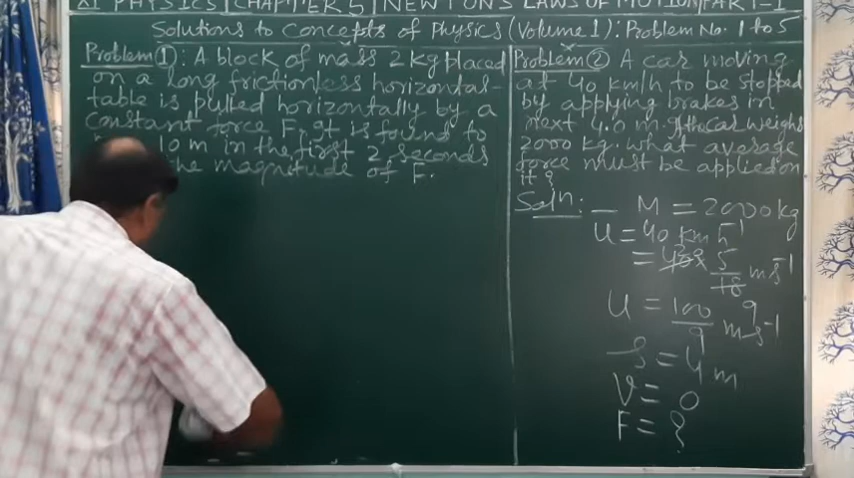 XI PHYSICS | CHAPTER 5 | NEWTON'S LAWS OF MOTION | PART-1
Solutions to Concepts of Physics (Volume 1): Problem No. 1 to 5
Problem ①: A block of mass 2 kg placed
on a long frictionless horizontal-
table is pulled horizontally by a
constant force F. It is found to
10 m in the first 2 seconds
the magnitude of F.
Problem ② A car moving
at 40 km/h to be stopped
by applying brakes in
next 4.0 m. If the car weighs
2000 kg. what average
force must be applied on
it ?
Soln: — M = 2000 kg
U = 40 km h⁻¹
= 40 × 5/18 ms⁻¹
U = 100/9 ms⁻¹
s = 4 m
V = 0
F = ?